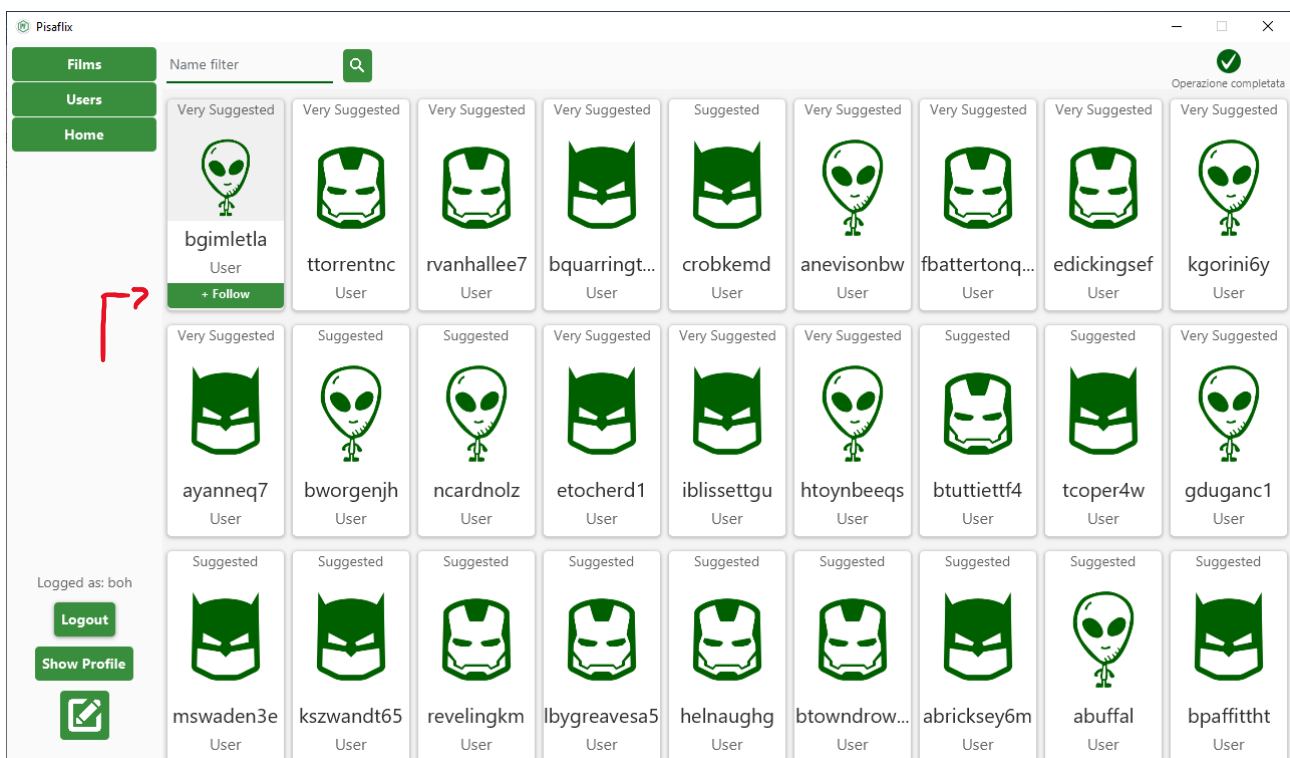 Pisaflix
Films
Users
Home
Name filter
Operazione completata
Very Suggested
bgimletla
User
+ Follow
Very Suggested
ttorrentnc
User
Very Suggested
rvanhallee7
User
Very Suggested
bquarringt...
User
Suggested
crobkemd
User
Very Suggested
anevisonbw
User
Very Suggested
fbattertonq...
User
Very Suggested
edickingsef
User
Very Suggested
kgorini6y
User
Very Suggested
ayanneq7
User
Suggested
bworgenjh
User
Suggested
ncardnolz
User
Very Suggested
etocherd1
User
Very Suggested
iblissettgu
User
Very Suggested
htoynbeeqs
User
Suggested
btuttiettf4
User
Suggested
tcoper4w
User
Very Suggested
gduganc1
User
Suggested
mswaden3e
User
Suggested
kszwandt65
User
Suggested
revelingkm
User
Suggested
lbygreavesa5
User
Suggested
helnaughg
User
Suggested
btowndrow...
User
Suggested
abricksey6m
User
Suggested
abuffal
User
Suggested
bpaffittht
User
Logged as: boh
Logout
Show Profile